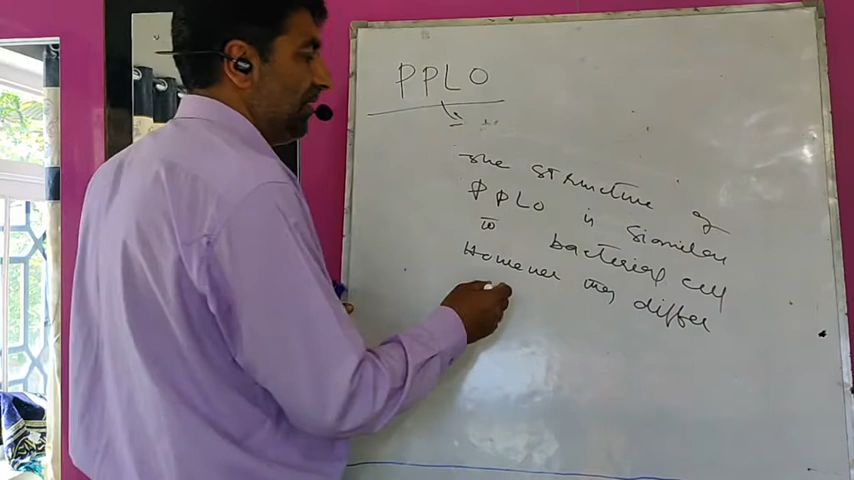 PPLO
The structure of
PPLO is similar
to bacterial cell
However they differ